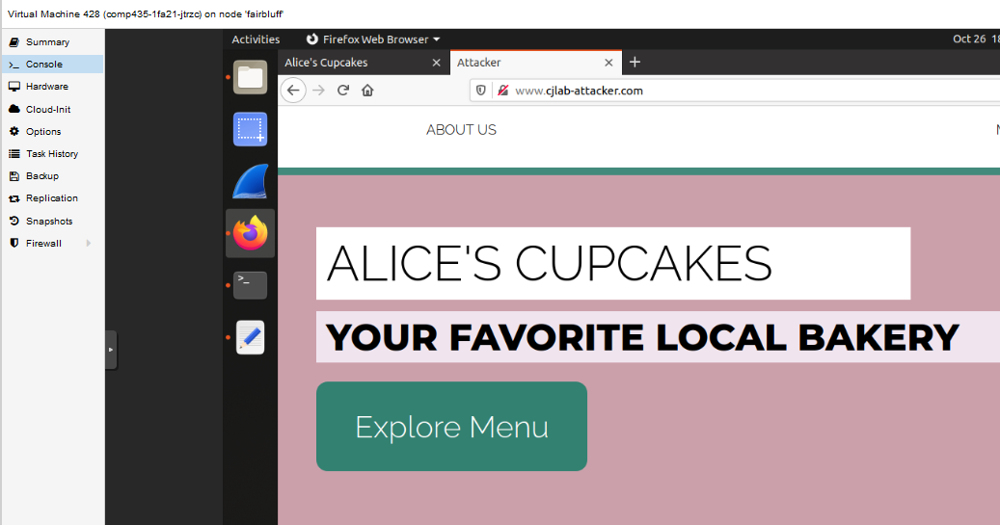 Virtual Machine 428 (comp435-1fa21-jtrzc) on node 'fairbluff'
Summary
Console
Hardware
Cloud-Init
Options
Task History
Backup
Replication
Snapshots
Firewall
Activities Firefox Web Browser Oct 26 18
Alice's Cupcakes Attacker
www.cjlab-attacker.com
ABOUT US
ALICE'S CUPCAKES
YOUR FAVORITE LOCAL BAKERY
Explore Menu